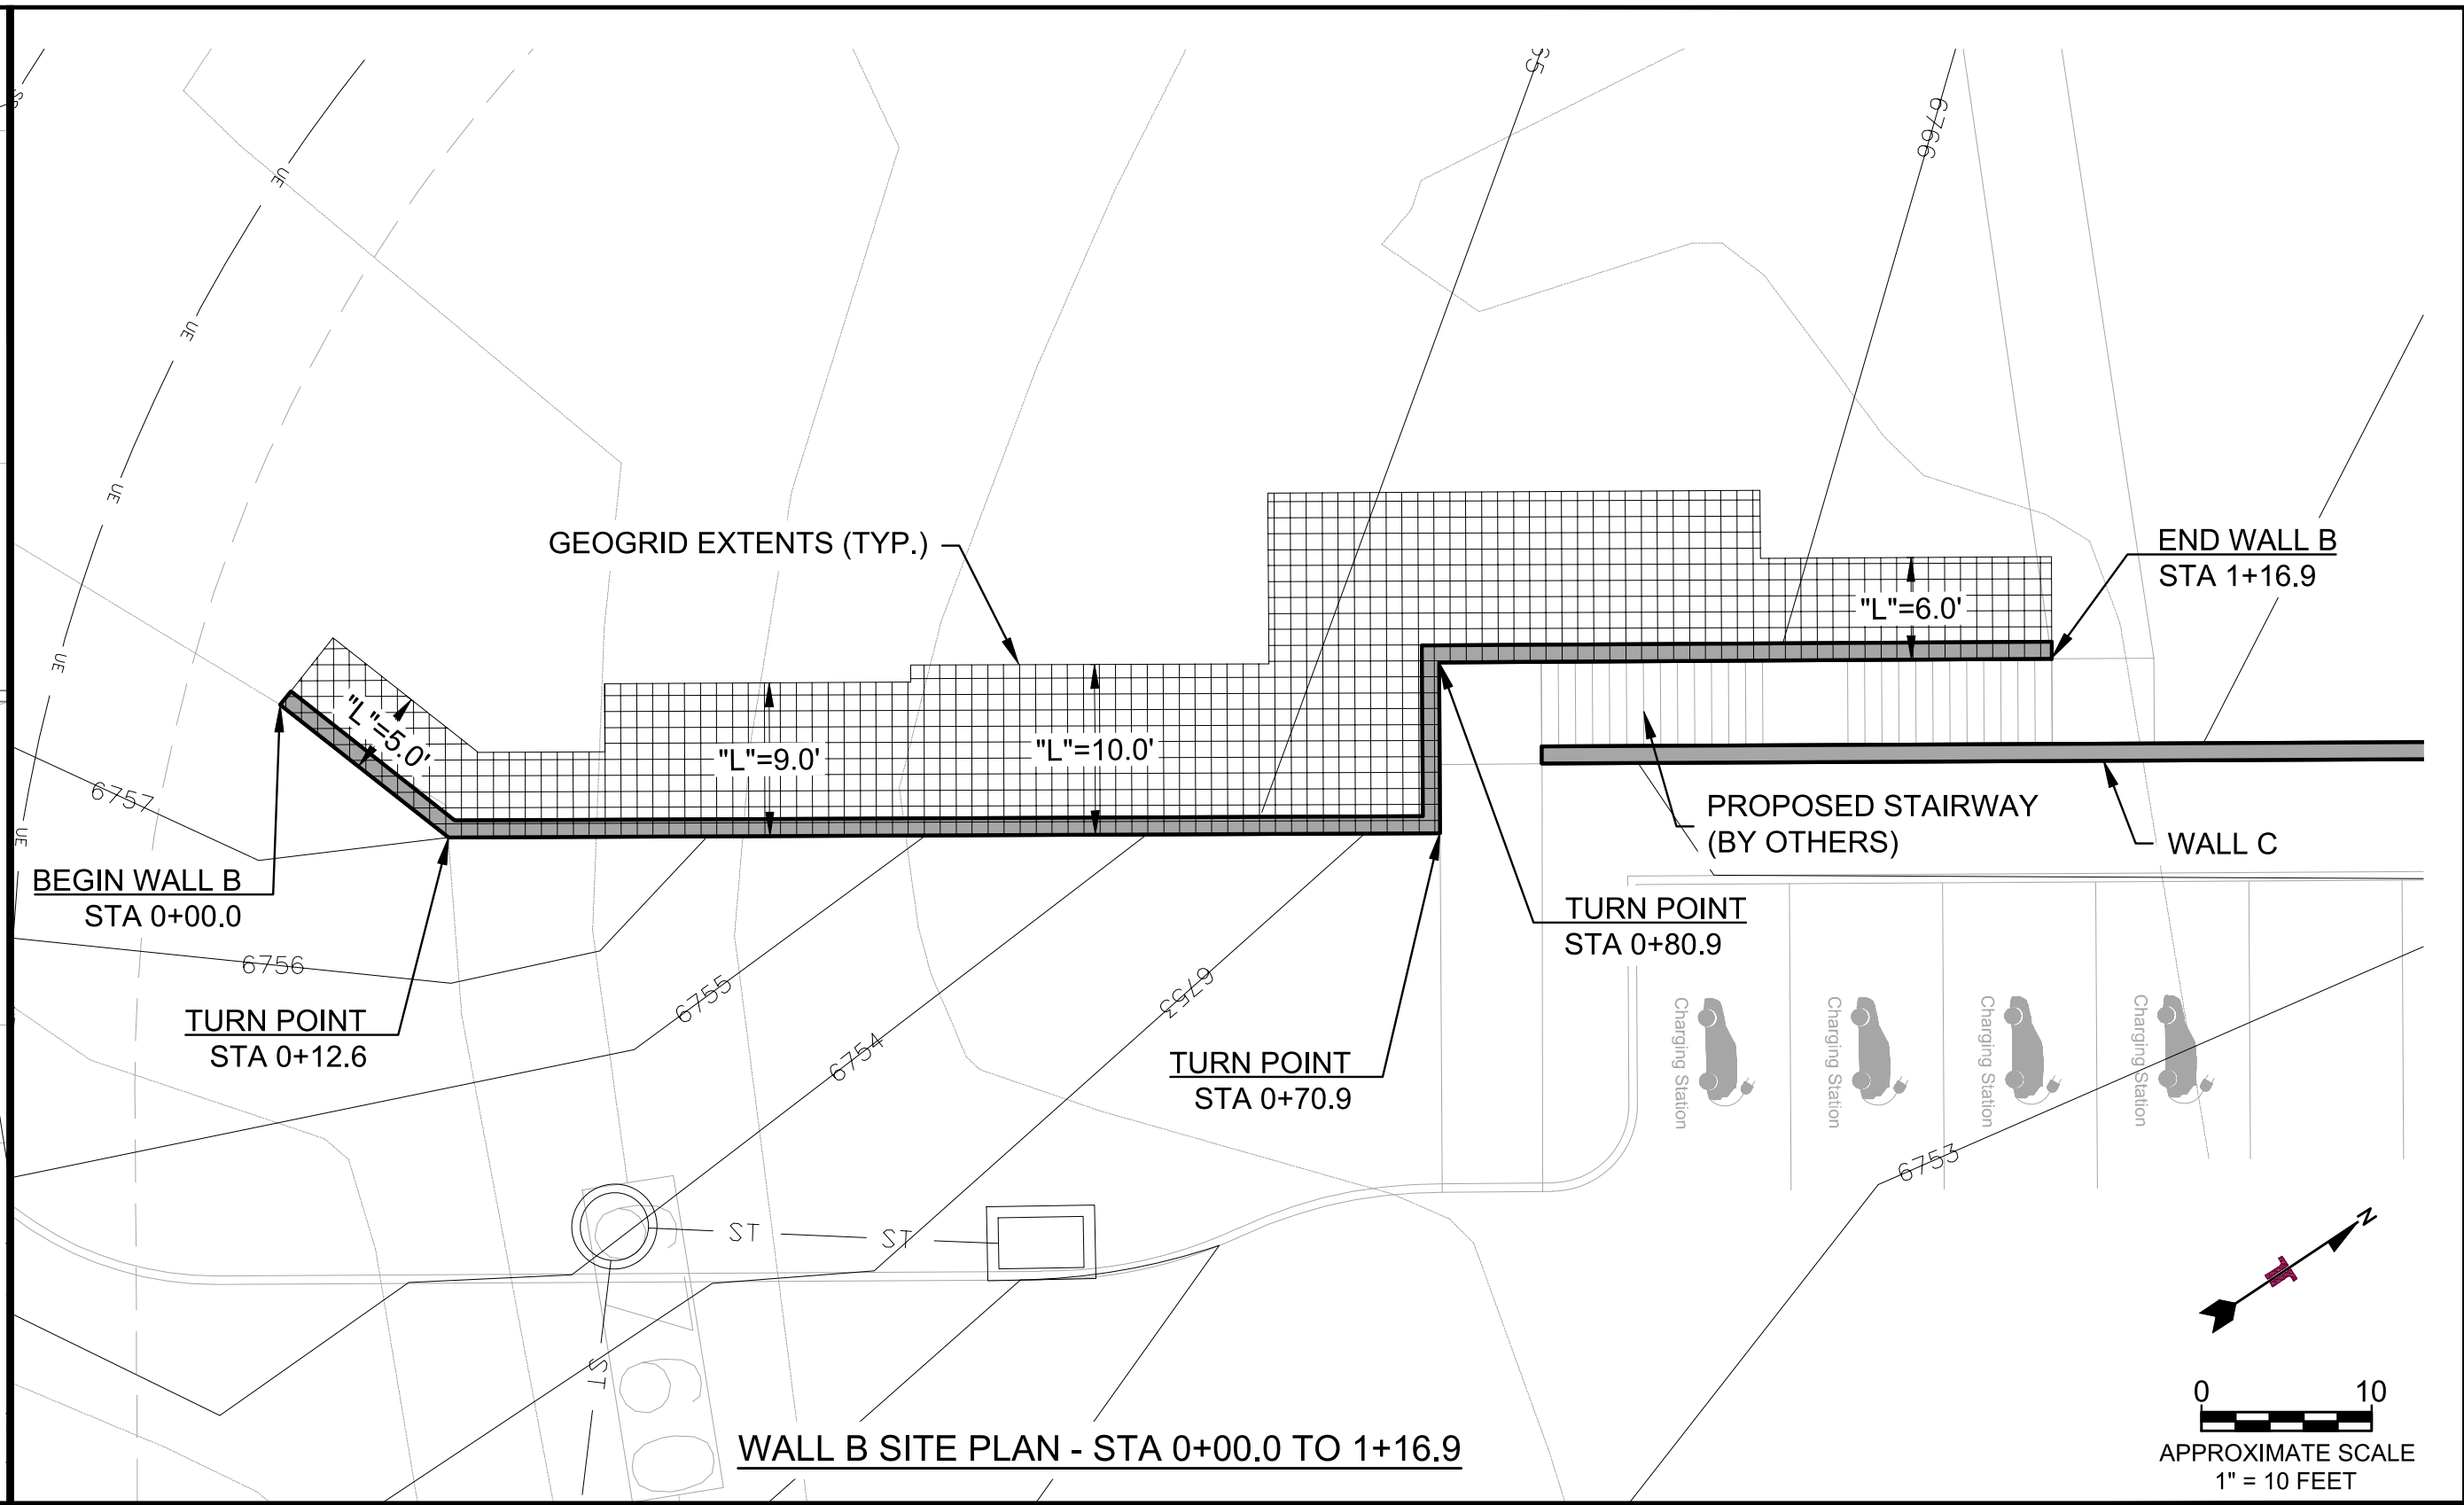 65
6766
UE
UE
UE
UE
UE
GEOGRID EXTENTS (TYP.)
END WALL B
STA 1+16.9
"L"=6.0'
"L"=5.0'
"L"=9.0'
"L"=10.0'
6757
PROPOSED STAIRWAY
(BY OTHERS)
WALL C
BEGIN WALL B
STA 0+00.0
TURN POINT
STA 0+80.9
6756
6755
6753
TURN POINT
STA 0+12.6
6754
TURN POINT
STA 0+70.9
Charging Station
Charging Station
Charging Station
Charging Station
6753
ST
ST
ST
N
0 10
APPROXIMATE SCALE
1" = 10 FEET
WALL B SITE PLAN - STA 0+00.0 TO 1+16.9